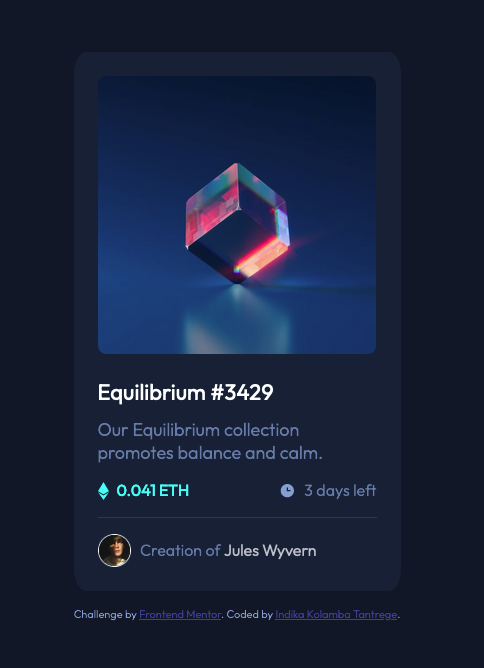 Equilibrium #3429
Our Equilibrium collection
promotes balance and calm.
0.041 ETH 3 days left
Creation of Jules Wyvern
Challenge by Frontend Mentor. Coded by Indika Kolamba Tantrege.